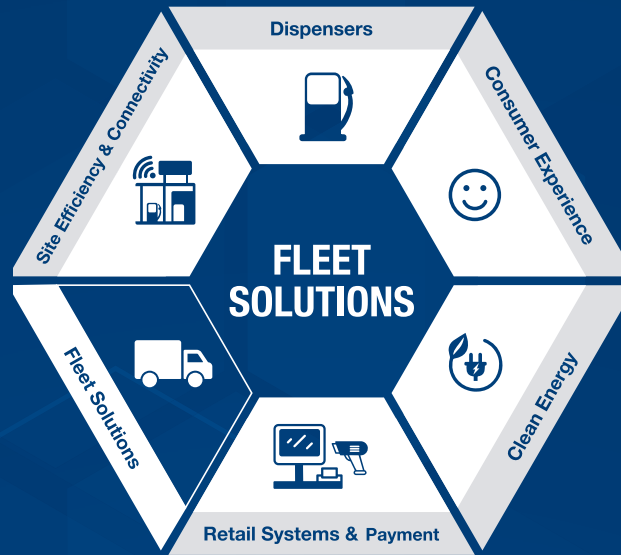 Dispensers
Site Efficiency & Connectivity
Consumer Experience
FLEET
SOLUTIONS
Fleet Solutions
Clean Energy
Retail Systems & Payment